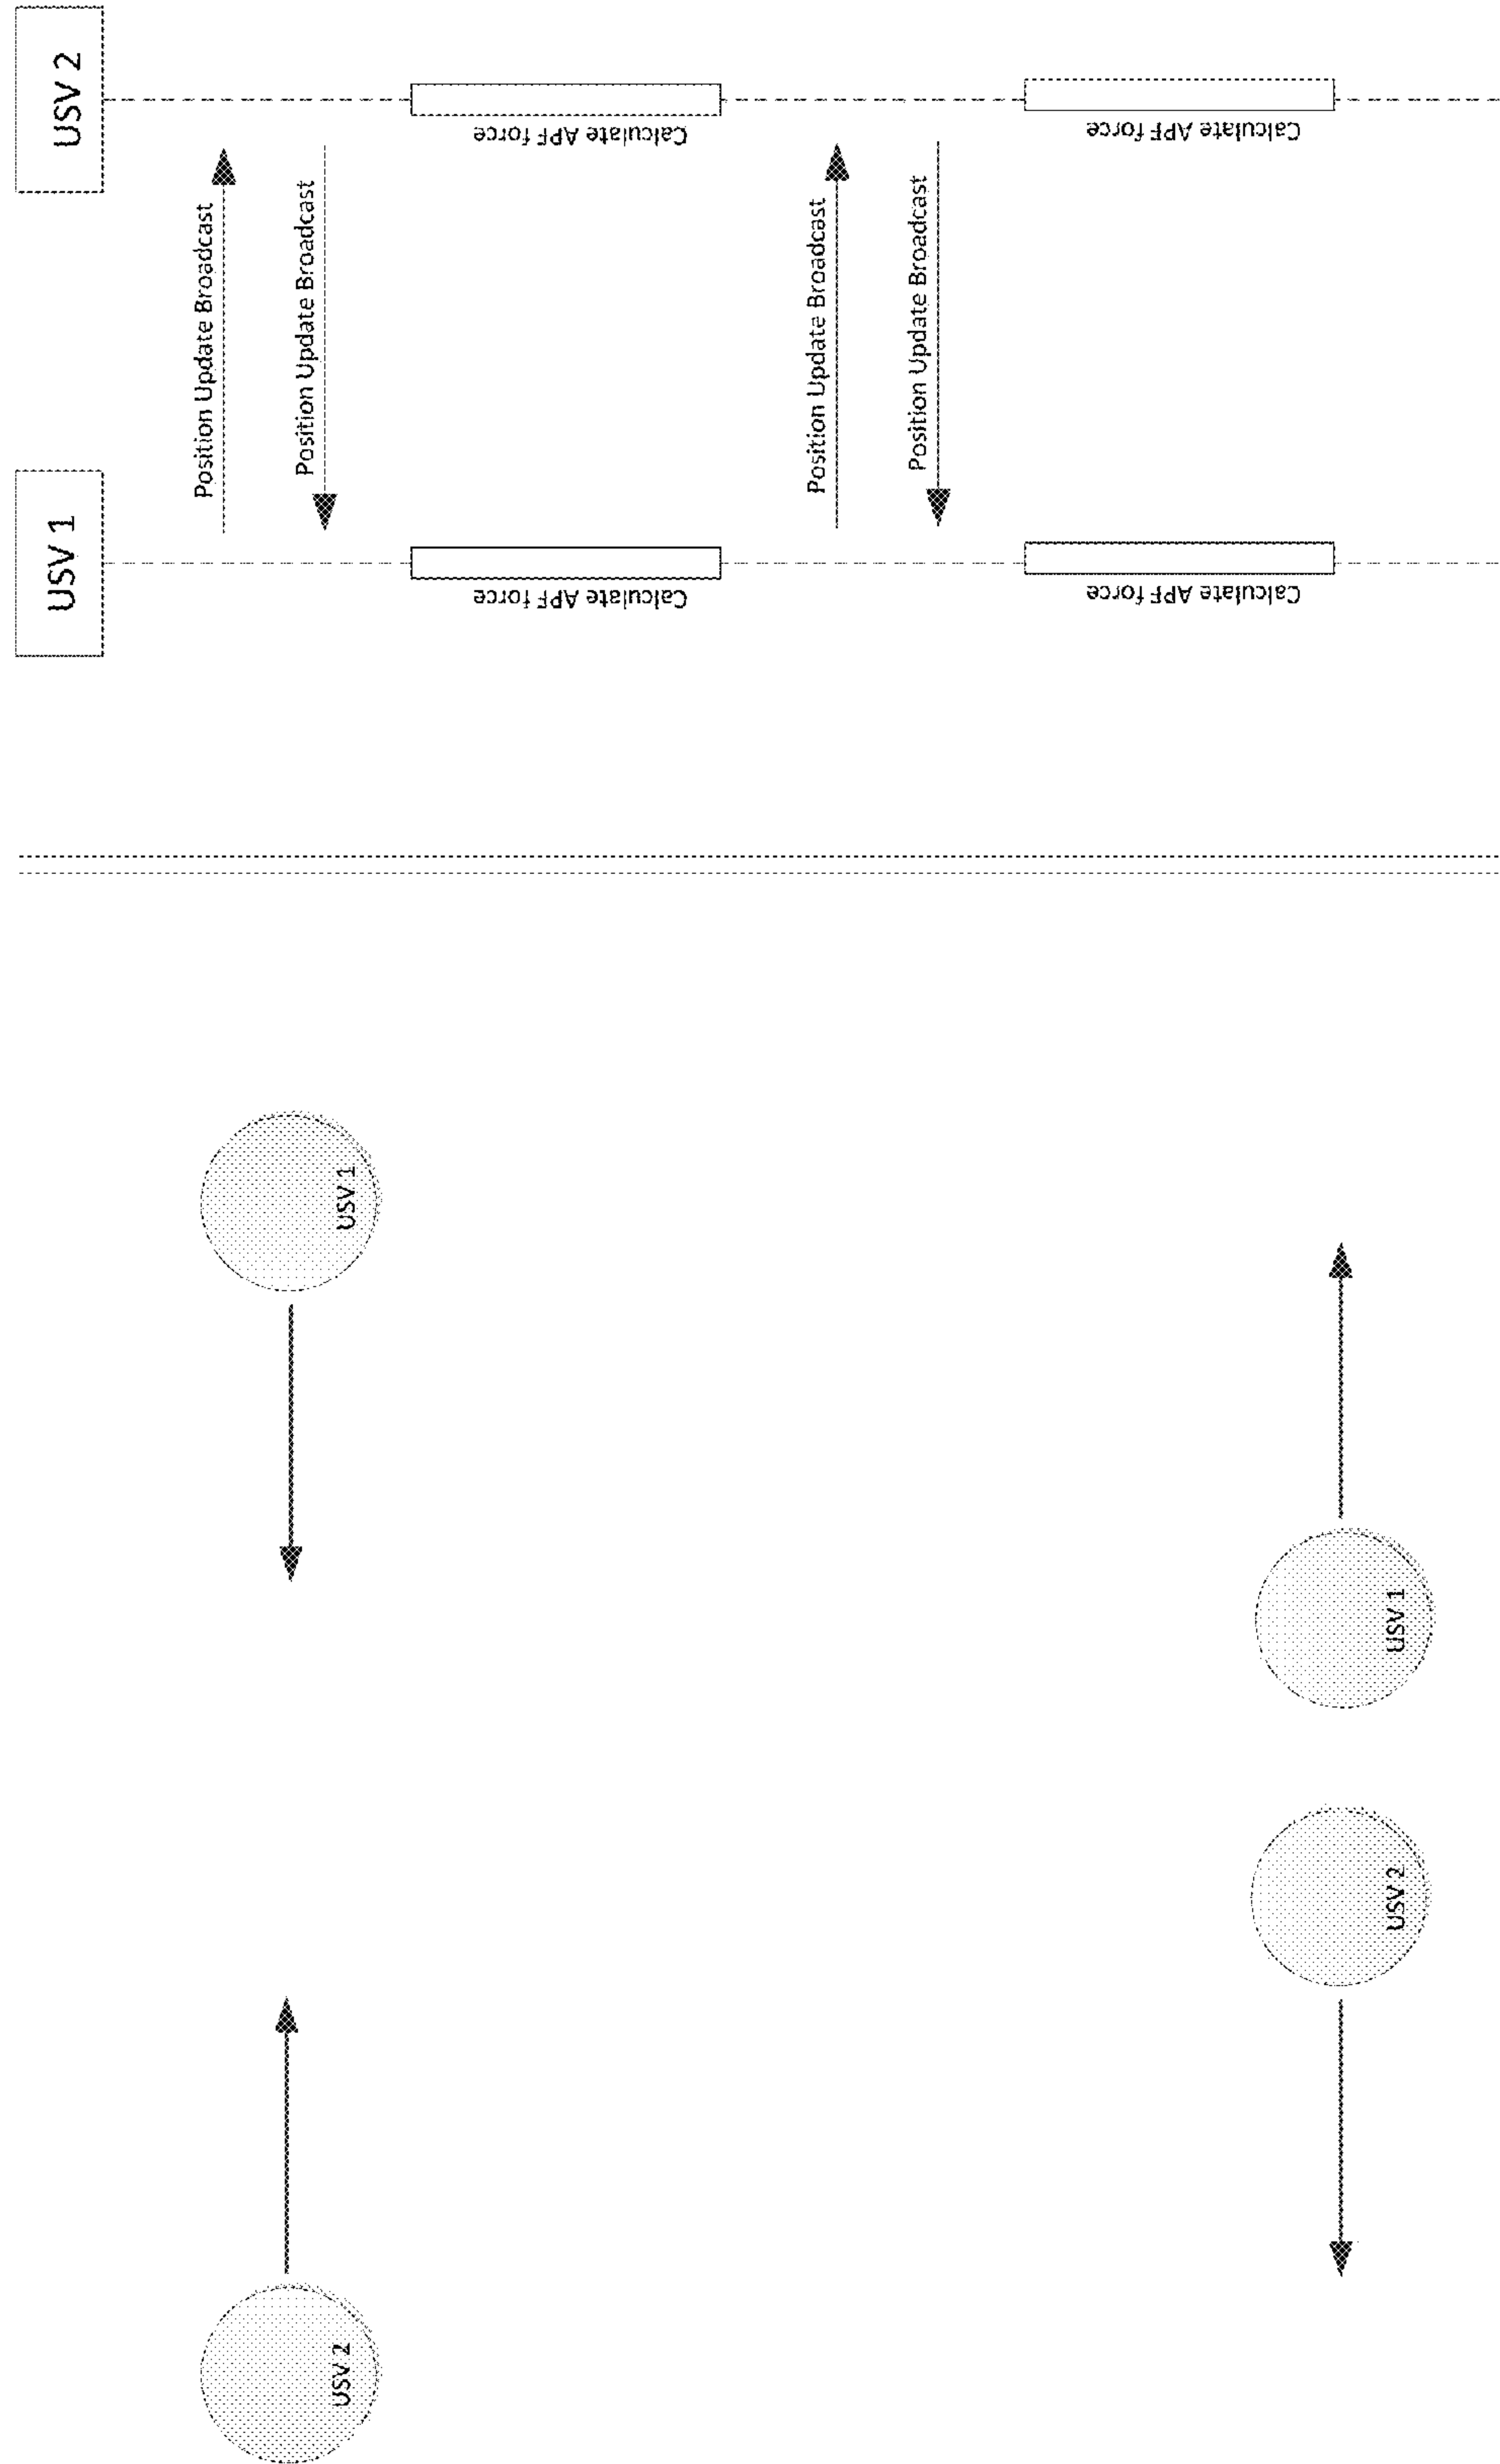 USV 2
USV 1
USV 2
USV 1
USV 1
USV 2
Position Update Broadcast
Position Update Broadcast
Calculate APF force
Calculate APF force
Position Update Broadcast
Position Update Broadcast
Calculate APF force
Calculate APF force